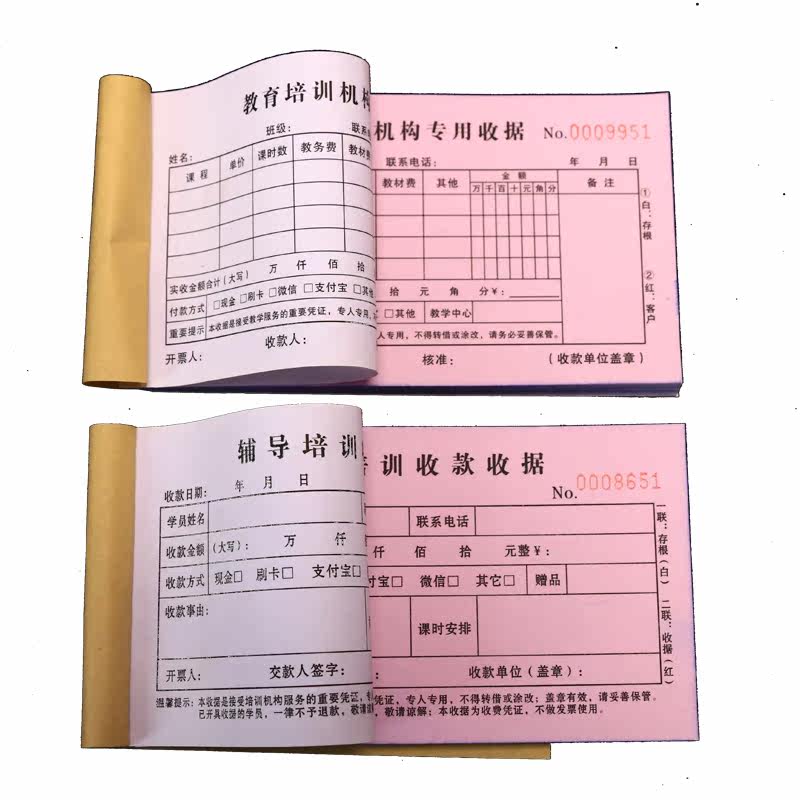 教育培训机构
班级： 联系
姓名：
课 程 单价 课时数 教务费 教材费
实收金额合计（大写） 万 仟 佰 拾
付款方式 □现金 □刷卡 □微信 □支付宝 □其他
重要提示 本收据是接受教学服务的重要凭证，专人专用，
开票人： 收款人：
机构专用收据 No.0009951
联系电话： 年 月 日
教材费 其他 金 额 备 注
万 千 百 十 元 角 分
拾 元 角 分￥：
□其他 教学中心
人专用，不得转借或涂改，请务必妥善保管。
核准： （收款单位盖章）
①白：存根
②红：客户
辅导培训
收款日期： 年 月 日
学员姓名
收款金额 （大写）： 万 仟
收款方式 现金□ 刷卡□ 支付宝□
收款事由：
开票人： 交款人签字：
温馨提示：本收据是接受培训机构服务的重要凭证，
已开具收据的学员，一律不予退款，敬请谅解
培训收款收据
No.0008651
联系电话
仟 佰 拾 元整￥：
付宝□ 微信□ 其它□ 赠品
课时安排
收款单位（盖章）：
凭证，专人专用，不得转借或涂改；盖章有效，请妥善保管。
，敬请谅解；本收据为收费凭证，不做发票使用。
一联：存根（白）
二联：收据（红）